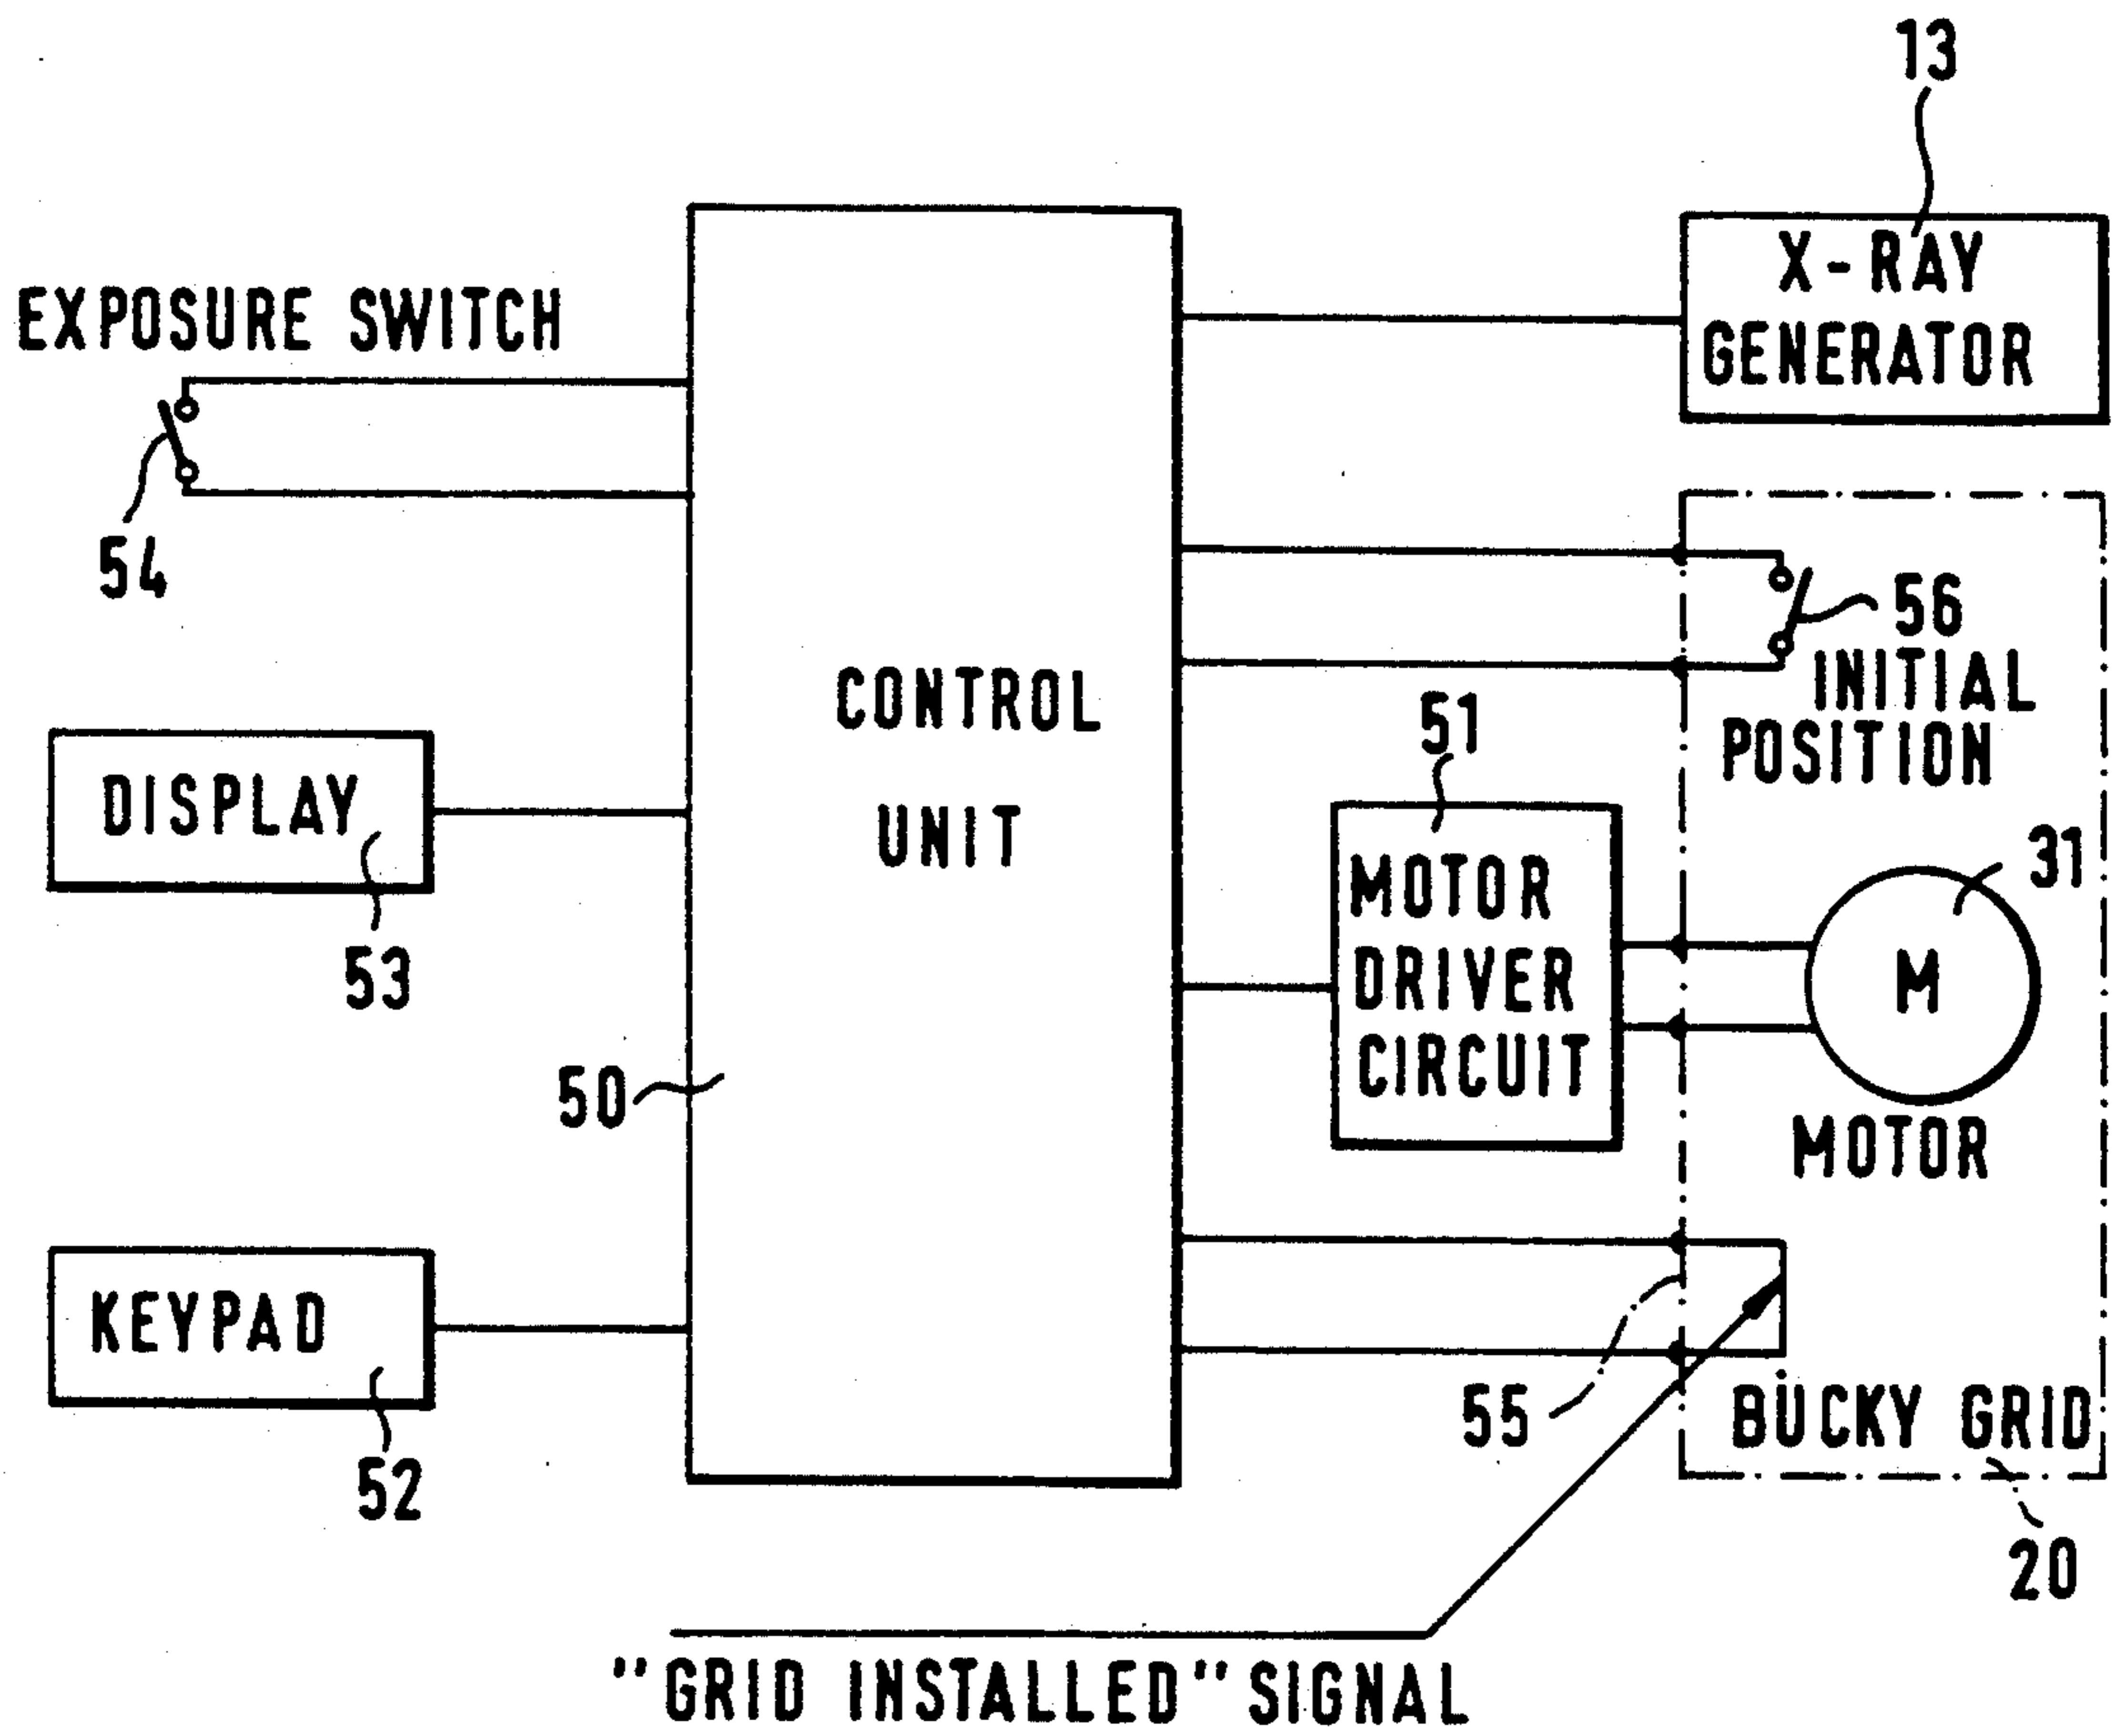 13
X-RAY
GENERATOR
EXPOSURE SWITCH
54
56
INITIAL
POSITION
CONTROL
UNIT
51
DISPLAY
53
MOTOR
DRIVER
CIRCUIT
31
M
MOTOR
50
KEYPAD
52
55
BUCKY GRID
20
"GRID INSTALLED" SIGNAL